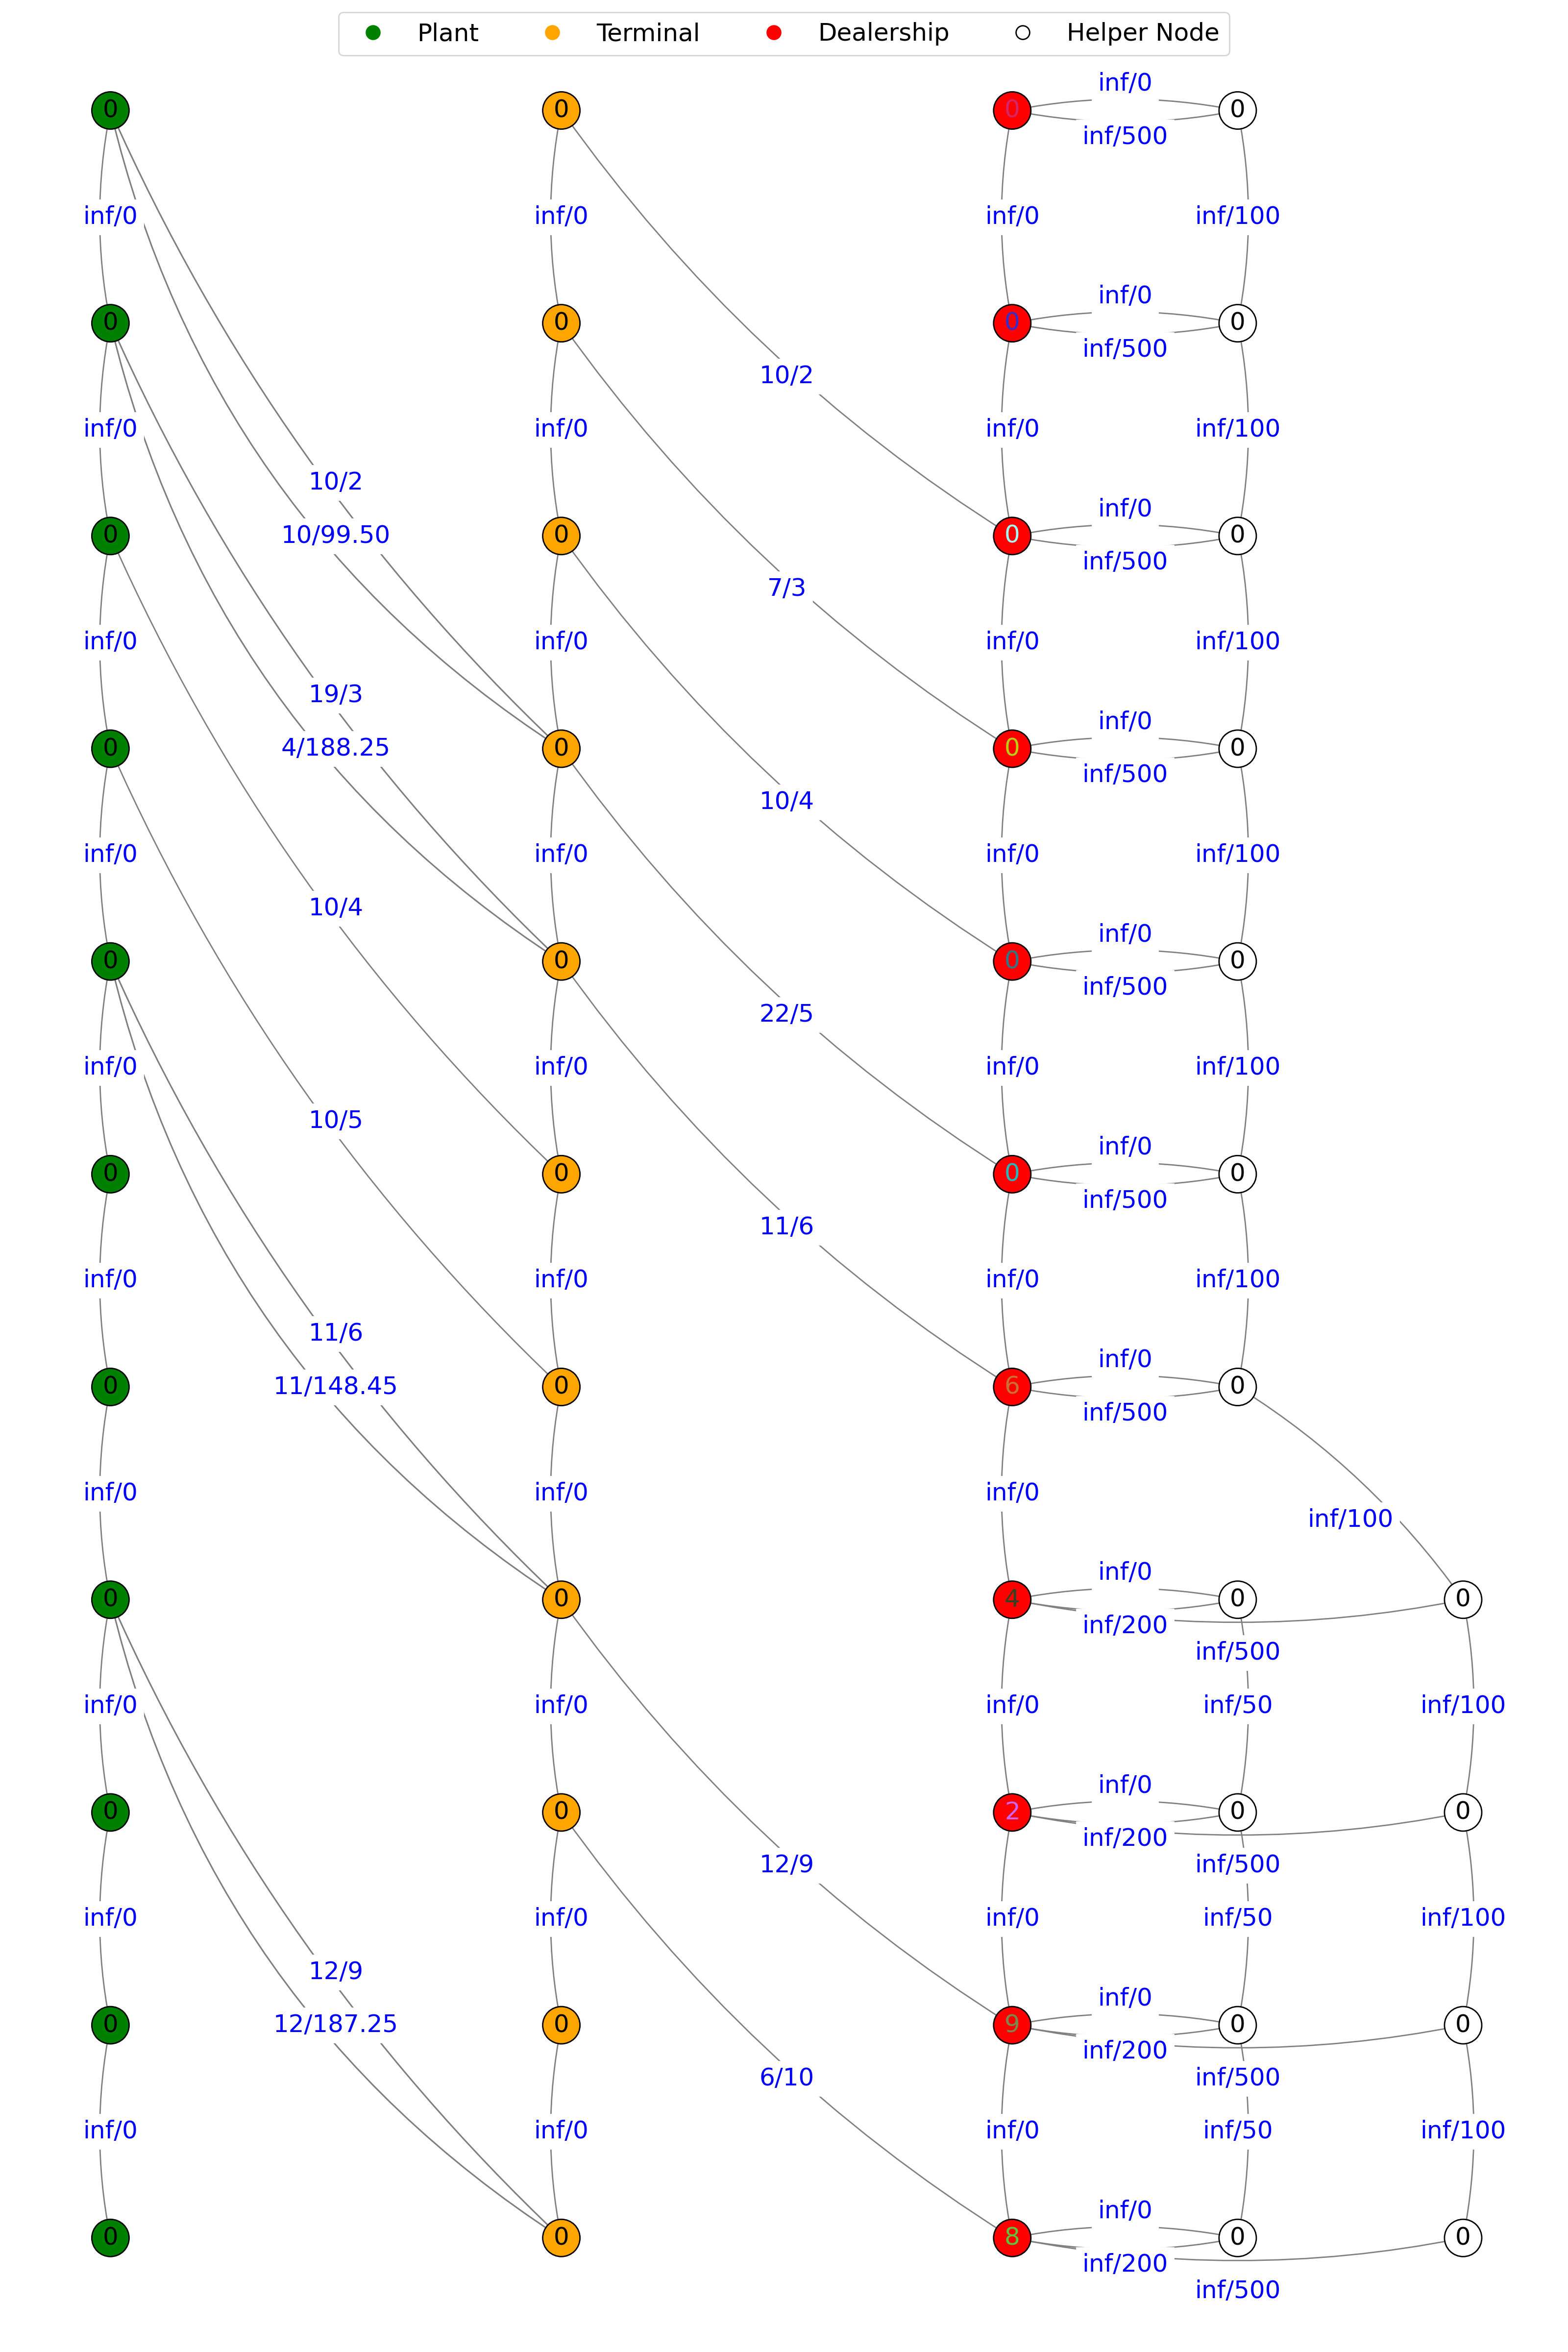 Plant Terminal Dealership Helper Node
inf/0
0 0 0 0
inf/500
inf/0 inf/0 inf/0 inf/100
inf/0
0 0 0 0
inf/500
10/2
inf/0 inf/0 inf/0 inf/100
10/2
inf/0
0 0 0 0
10/99.50
inf/500
7/3
inf/0 inf/0 inf/0 inf/100
19/3
inf/0
0 0 0 0
4/188.25
inf/500
10/4
inf/0 inf/0 inf/0 inf/100
10/4
inf/0
0 0 0 0
inf/500
22/5
inf/0 inf/0 inf/0 inf/100
10/5
inf/0
0 0 0 0
inf/500
11/6
inf/0 inf/0 inf/0 inf/100
11/6
inf/0
0 11/148.45 0 6 0
inf/500
inf/0 inf/0 inf/0
inf/100
inf/0
0 0 4 0 0
inf/200
inf/500
inf/0 inf/0 inf/0 inf/50 inf/100
inf/0
0 0 2 0 0
inf/200
12/9 inf/500
inf/0 inf/0 inf/0 inf/50 inf/100
12/9
inf/0
0 12/187.25 0 9 0 0
inf/200
6/10 inf/500
inf/0 inf/0 inf/0 inf/50 inf/100
inf/0
0 0 8 0 0
inf/200
inf/500